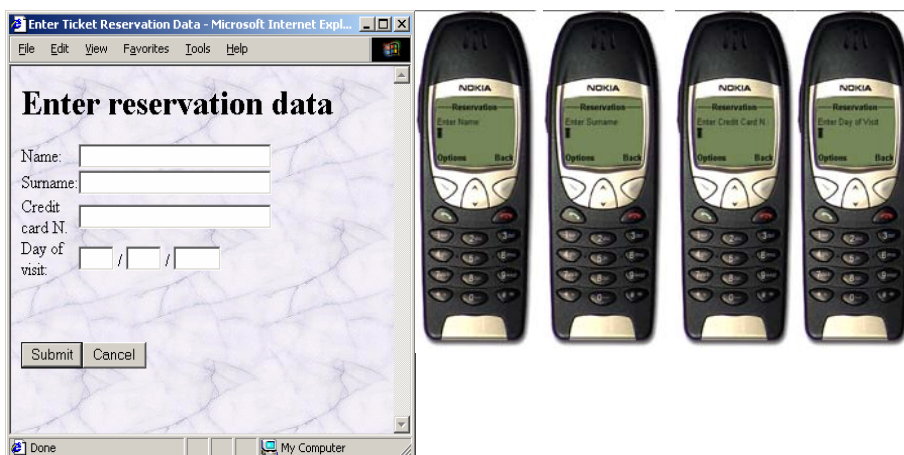 Enter Ticket Reservation Data - Microsoft Internet Expl...
File Edit View Favorites Tools Help
Enter reservation data
Name:
Surname:
Credit
card N.
Day of
visit:
/ /
Submit Cancel
Done My Computer
NOKIA
Reservation
Enter Name
Options Back
NOKIA
Reservation
Enter Surname
Options Back
NOKIA
Reservation
Enter Credit Card N
Options Back
NOKIA
Reservation
Enter Day of Visit
Options Back